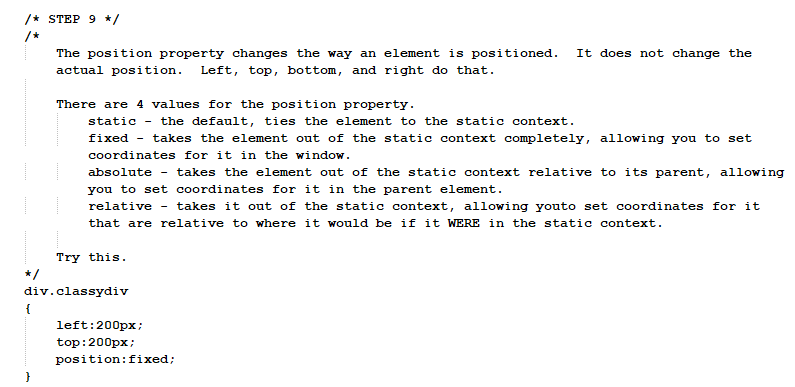 /* STEP 9 */
/*
The position property changes the way an element is positioned.  It does not change the
actual position.  Left, top, bottom, and right do that.
There are 4 values for the position property.
static - the default, ties the element to the static context.
fixed - takes the element out of the static context completely, allowing you to set
coordinates for it in the window.
absolute - takes the element out of the static context relative to its parent, allowing
you to set coordinates for it in the parent element.
relative - takes it out of the static context, allowing youto set coordinates for it
that are relative to where it would be if it WERE in the static context.
Try this.
*/
div.classydiv
{
left:200px;
top:200px;
position:fixed;
}